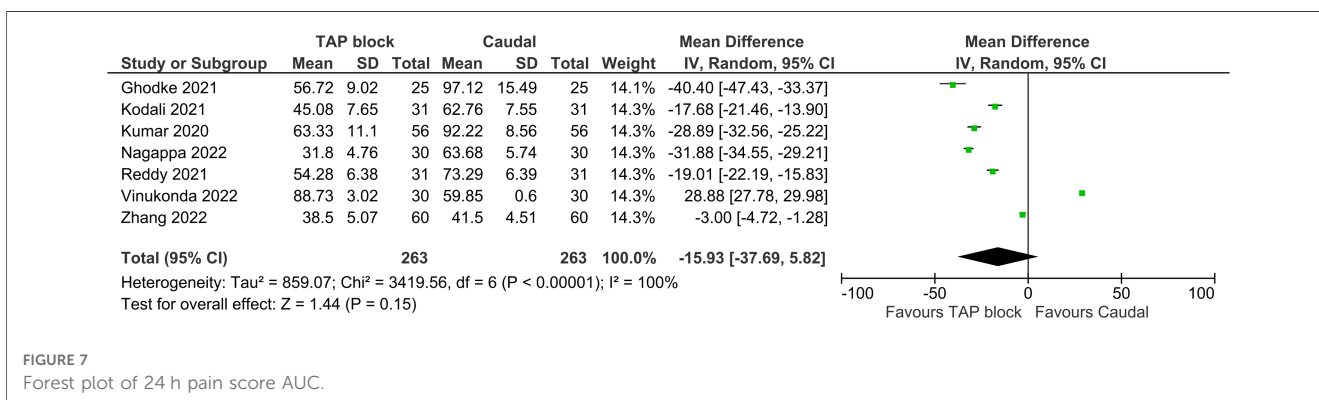 TAP block Caudal Mean Difference Mean Difference
Study or Subgroup Mean SD Total Mean SD Total Weight IV, Random, 95% CI IV, Random, 95% CI
Ghodke 2021 56.72 9.02 25 97.12 15.49 25 14.1% -40.40 [-47.43, -33.37]
Kodali 2021 45.08 7.65 31 62.76 7.55 31 14.3% -17.68 [-21.46, -13.90]
Kumar 2020 63.33 11.1 56 92.22 8.56 56 14.3% -28.89 [-32.56, -25.22]
Nagappa 2022 31.8 4.76 30 63.68 5.74 30 14.3% -31.88 [-34.55, -29.21]
Reddy 2021 54.28 6.38 31 73.29 6.39 31 14.3% -19.01 [-22.19, -15.83]
Vinukonda 2022 88.73 3.02 30 59.85 0.6 30 14.3% 28.88 [27.78, 29.98]
Zhang 2022 38.5 5.07 60 41.5 4.51 60 14.3% -3.00 [-4.72, -1.28]
Total (95% CI) 263 263 100.0% -15.93 [-37.69, 5.82]
Heterogeneity: Tau² = 859.07; Chi² = 3419.56, df = 6 (P < 0.00001); I² = 100%
Test for overall effect: Z = 1.44 (P = 0.15)
-100 -50 0 50 100
Favours TAP block Favours Caudal
FIGURE 7
Forest plot of 24 h pain score AUC.